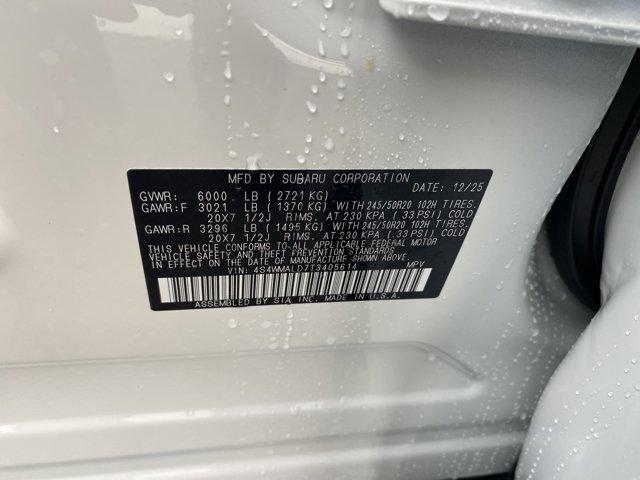 MFD BY SUBARU CORPORATION
DATE: 12/25
GVWR: 6000 LB (2721 KG)
GAWR:F 3021 LB (1370 KG) WITH 245/50R20 102H TIRES,
20X7 1/2J RIMS, AT 230 KPA (33 PSI) COLD
GAWR:R 3296 LB (1495 KG) WITH 245/50R20 102H TIRES,
20X7 1/2J RIMS, AT 230 KPA (33 PSI) COLD
THIS VEHICLE CONFORMS TO ALL APPLICABLE FEDERAL MOTOR
VEHICLE SAFETY AND THEFT PREVENTION STANDARDS IN
EFFECT ON THE DATE OF MANUFACTURE SHOWN ABOVE.
VIN: 4S4WMALD7T3405614 MPV
ASSEMBLED BY SIA INC. MADE IN U.S.A.